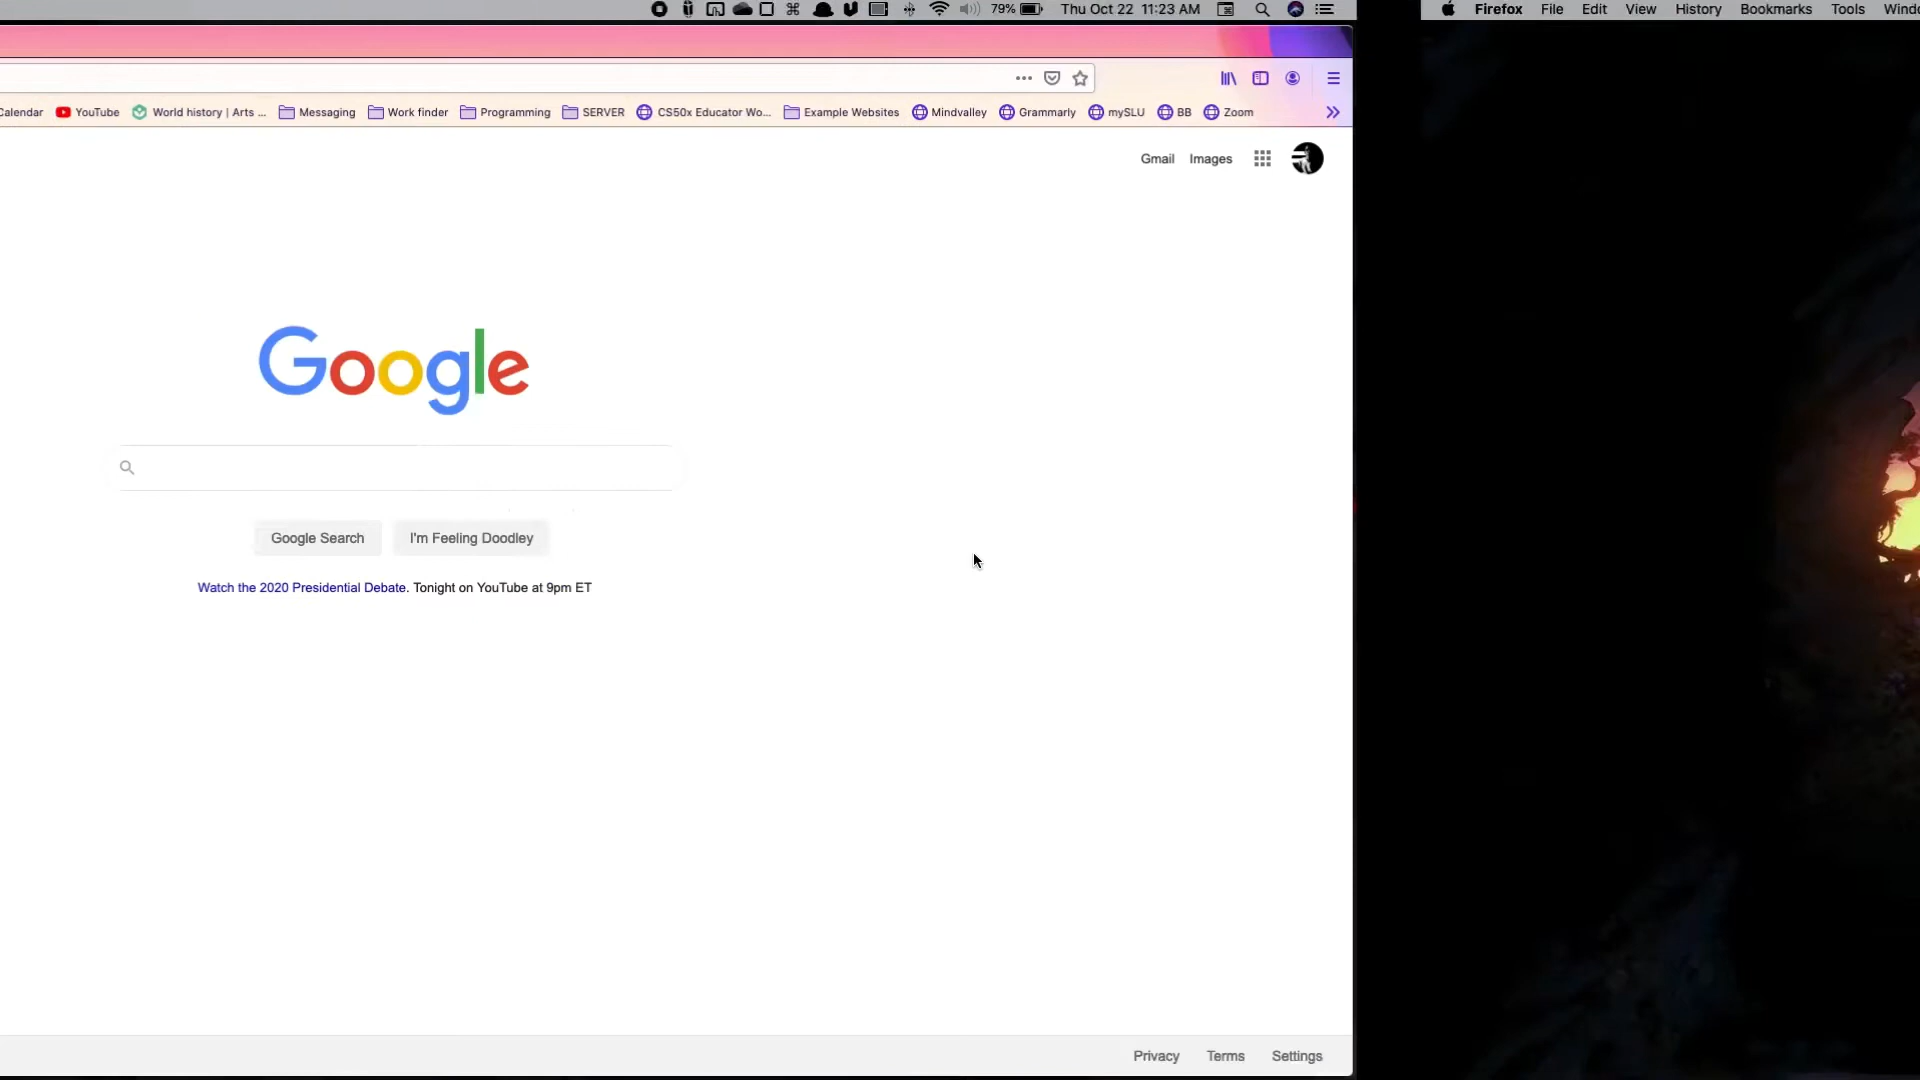 79% Thu Oct 22 11:23 AM
Firefox File Edit View History Bookmarks Tools
Calendar YouTube World history | Arts ... Messaging Work finder Programming SERVER CS50x Educator Wo... Example Websites Mindvalley Grammarly mySLU BB Zoom
Gmail Images
Google
Google Search I'm Feeling Doodley
Watch the 2020 Presidential Debate. Tonight on YouTube at 9pm ET
Privacy Terms Settings